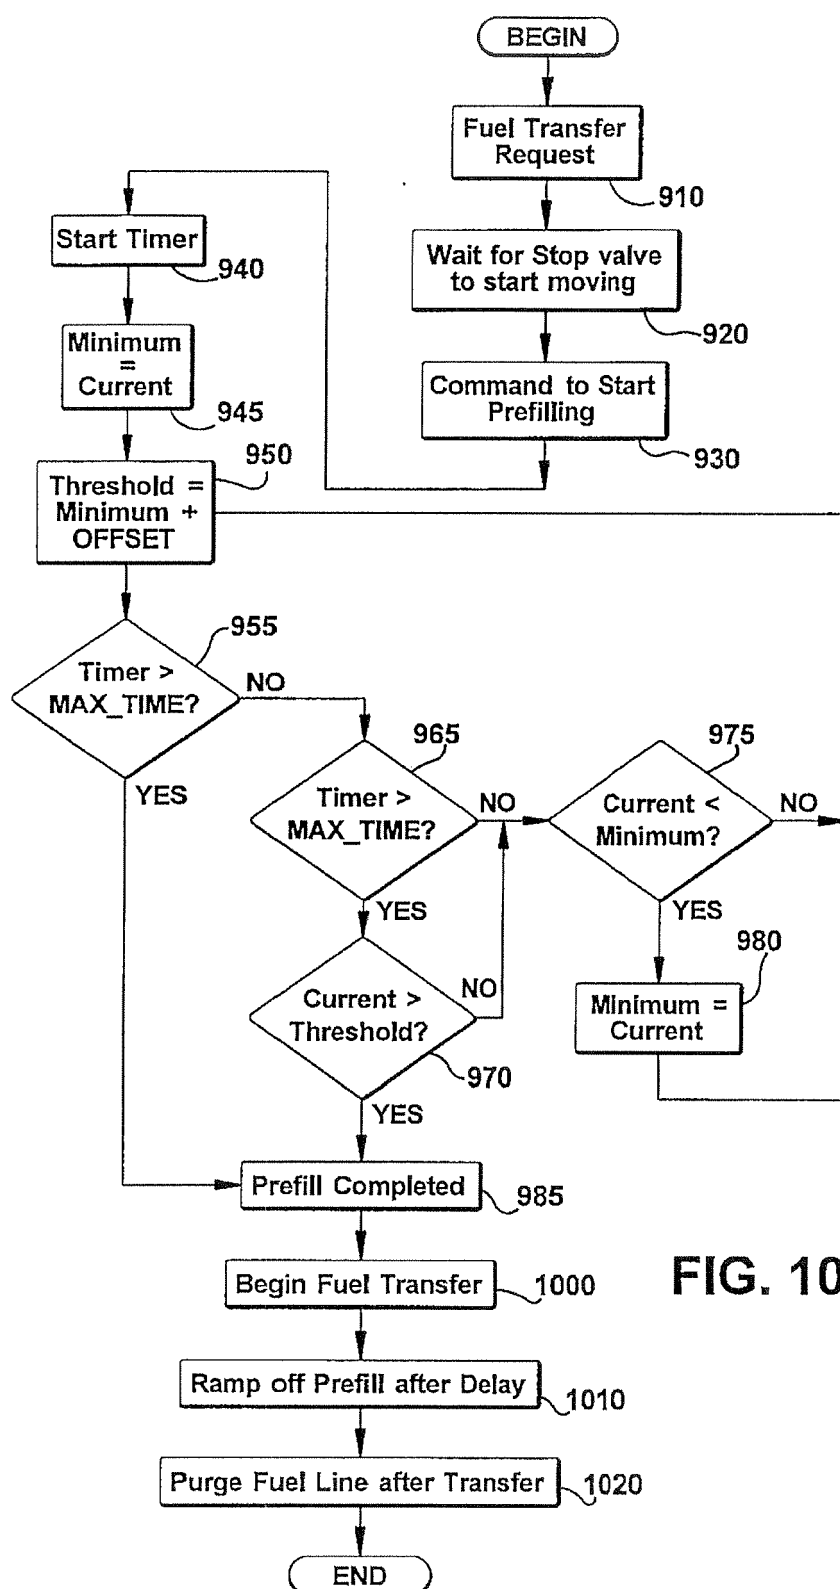 BEGIN
Fuel Transfer
Request
910
Wait for Stop valve
to start moving
920
Command to Start
Prefilling
930
Start Timer
940
Minimum
=
Current
945
Threshold =
Minimum +
OFFSET
950
Timer >
MAX_TIME?
955
NO
YES
Timer >
MAX_TIME?
965
NO
YES
Current >
Threshold?
970
NO
YES
Current <
Minimum?
975
NO
YES
Minimum =
Current
980
Prefill Completed
985
Begin Fuel Transfer
1000
Ramp off Prefill after Delay
1010
Purge Fuel Line after Transfer
1020
END
FIG. 10